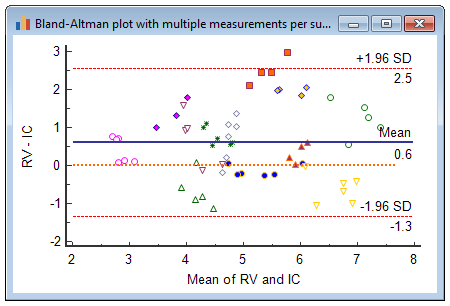 Bland-Altman plot with multiple measurements per su...
3
2
1
0
-1
-2
RV - IC
+1.96 SD
2.5
Mean
0.6
-1.96 SD
-1.3
2 3 4 5 6 7 8
Mean of RV and IC